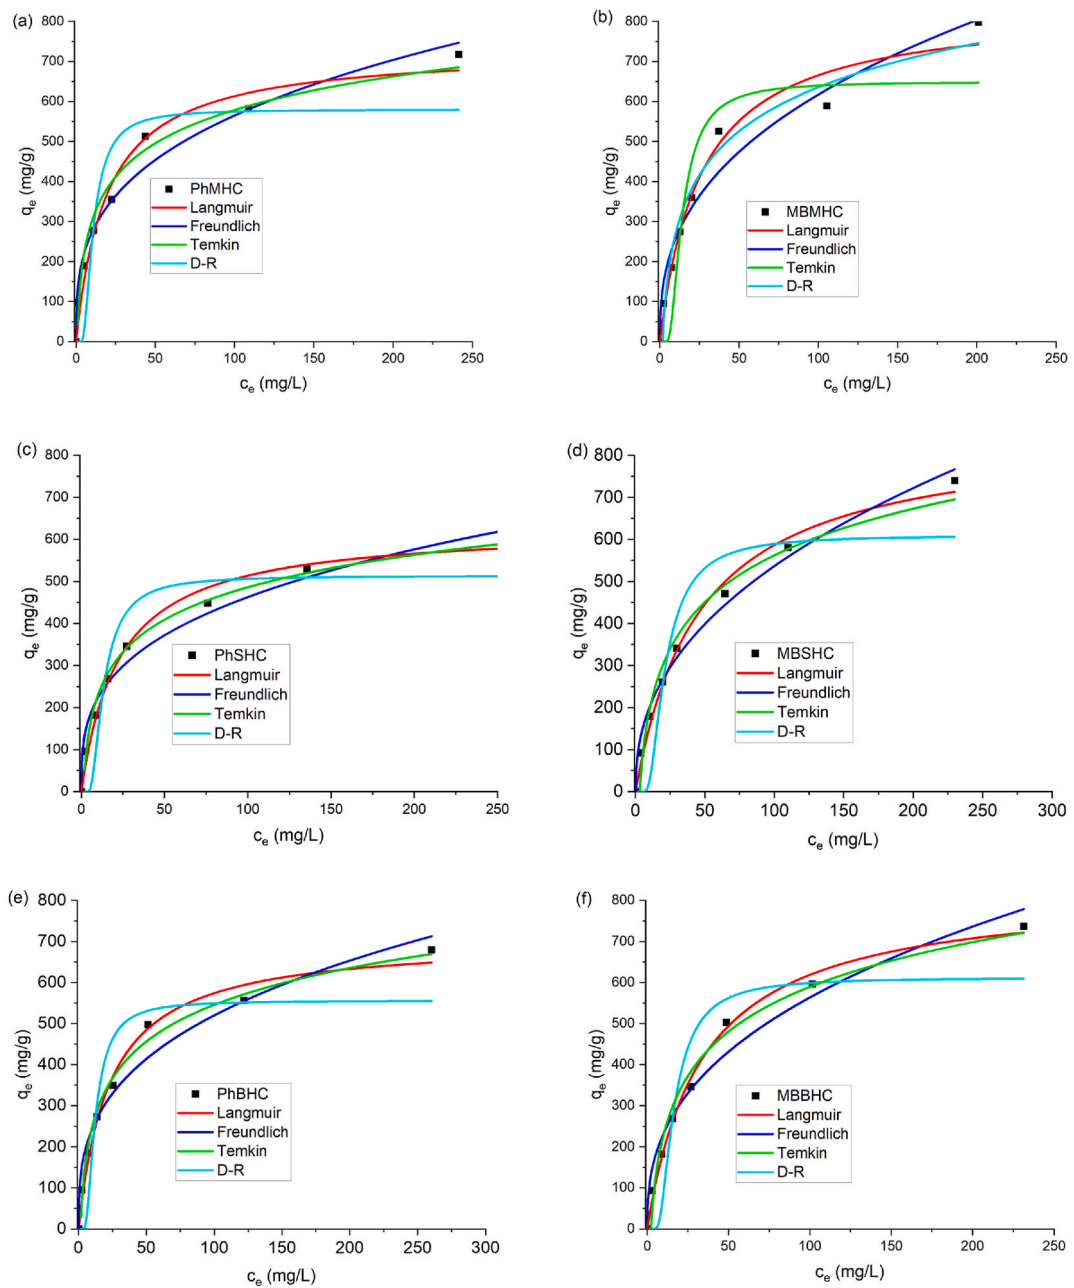 (a)
800
700
600
500
400
300
200
100
0
qe (mg/g)
PhMHC
Langmuir
Freundlich
Temkin
D-R
0 50 100 150 200 250
ce (mg/L)
(b)
800
700
600
500
400
300
200
100
0
qe (mg/g)
MBMHC
Langmuir
Freundlich
Temkin
D-R
0 50 100 150 200 250
ce (mg/L)
(c)
800
700
600
500
400
300
200
100
0
qe (mg/g)
PhSHC
Langmuir
Freundlich
Temkin
D-R
0 50 100 150 200 250
ce (mg/L)
(d)
800
700
600
500
400
300
200
100
0
qe (mg/g)
MBSHC
Langmuir
Freundlich
Temkin
D-R
0 50 100 150 200 250 300
ce (mg/L)
(e)
800
700
600
500
400
300
200
100
0
qe (mg/g)
PhBHC
Langmuir
Freundlich
Temkin
D-R
0 50 100 150 200 250 300
ce (mg/L)
(f)
800
700
600
500
400
300
200
100
0
qe (mg/g)
MBBHC
Langmuir
Freundlich
Temkin
D-R
0 50 100 150 200 250
ce (mg/L)